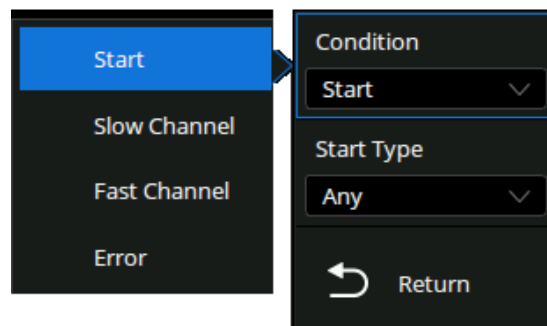 Start
Slow Channel
Fast Channel
Error
Condition
Start
Start Type
Any
Return